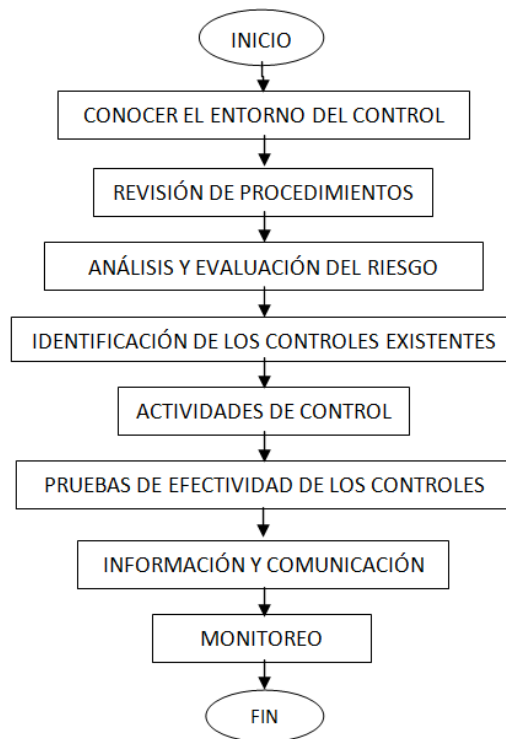 INICIO
CONOCER EL ENTORNO DEL CONTROL
REVISIÓN DE PROCEDIMIENTOS
ANÁLISIS Y EVALUACIÓN DEL RIESGO
IDENTIFICACIÓN DE LOS CONTROLES EXISTENTES
ACTIVIDADES DE CONTROL
PRUEBAS DE EFECTIVIDAD DE LOS CONTROLES
INFORMACIÓN Y COMUNICACIÓN
MONITOREO
FIN